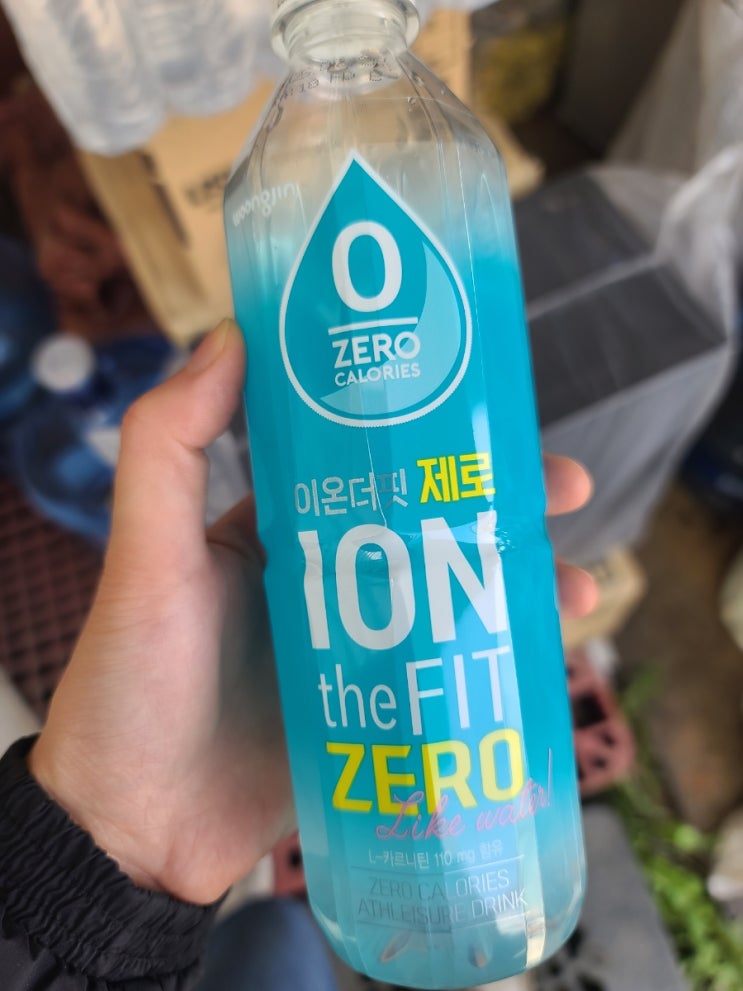 0
ZERO
CALORIES
이온더핏 제로
ION
the FIT
ZERO
Like water!
L-카르니틴 110 mg 함유
ZERO CALORIES
ATHLEISURE DRINK